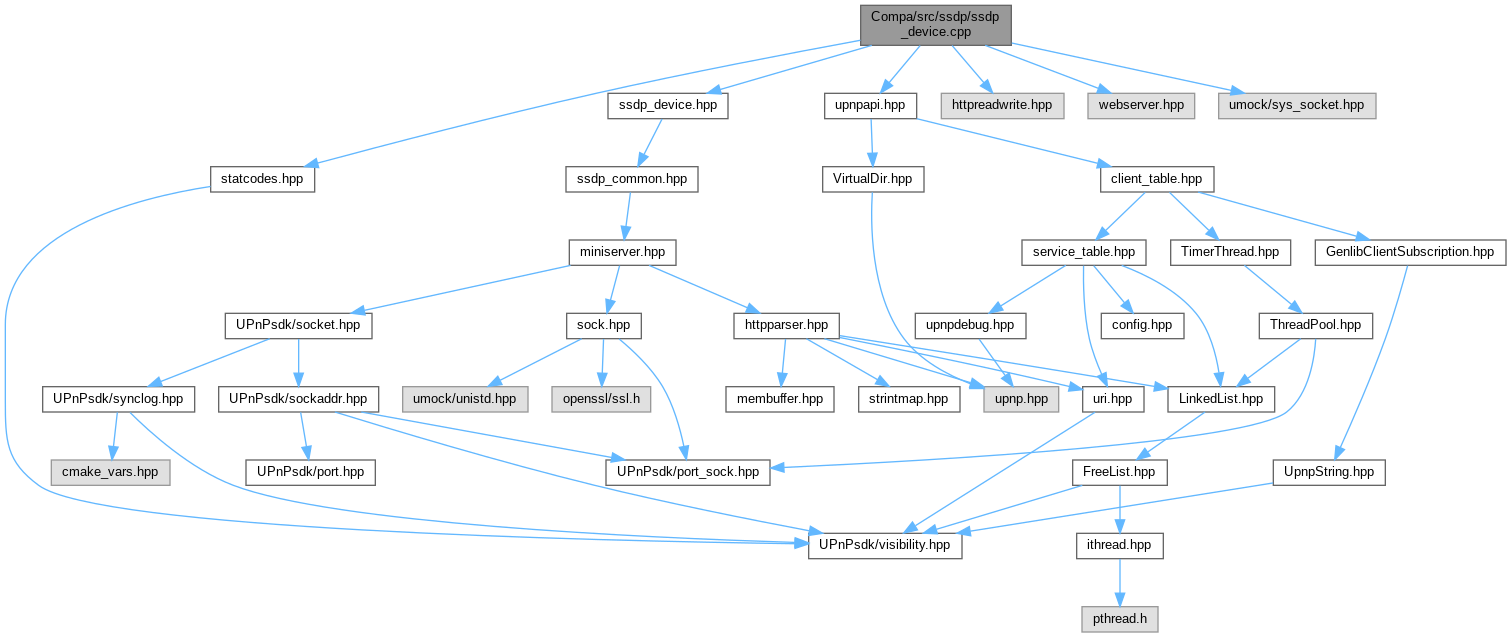 Compa/src/ssdp/ssdp
_device.cpp
ssdp_device.hpp
upnpapi.hpp
httpreadwrite.hpp
webserver.hpp
umock/sys_socket.hpp
statcodes.hpp
ssdp_common.hpp
VirtualDir.hpp
client_table.hpp
miniserver.hpp
service_table.hpp
TimerThread.hpp
GenlibClientSubscription.hpp
UPnPsdk/socket.hpp
sock.hpp
httpparser.hpp
upnpdebug.hpp
config.hpp
ThreadPool.hpp
UPnPsdk/synclog.hpp
UPnPsdk/sockaddr.hpp
umock/unistd.hpp
openssl/ssl.h
membuffer.hpp
strintmap.hpp
upnp.hpp
uri.hpp
LinkedList.hpp
cmake_vars.hpp
UPnPsdk/port.hpp
UPnPsdk/port_sock.hpp
FreeList.hpp
UpnpString.hpp
UPnPsdk/visibility.hpp
ithread.hpp
pthread.h